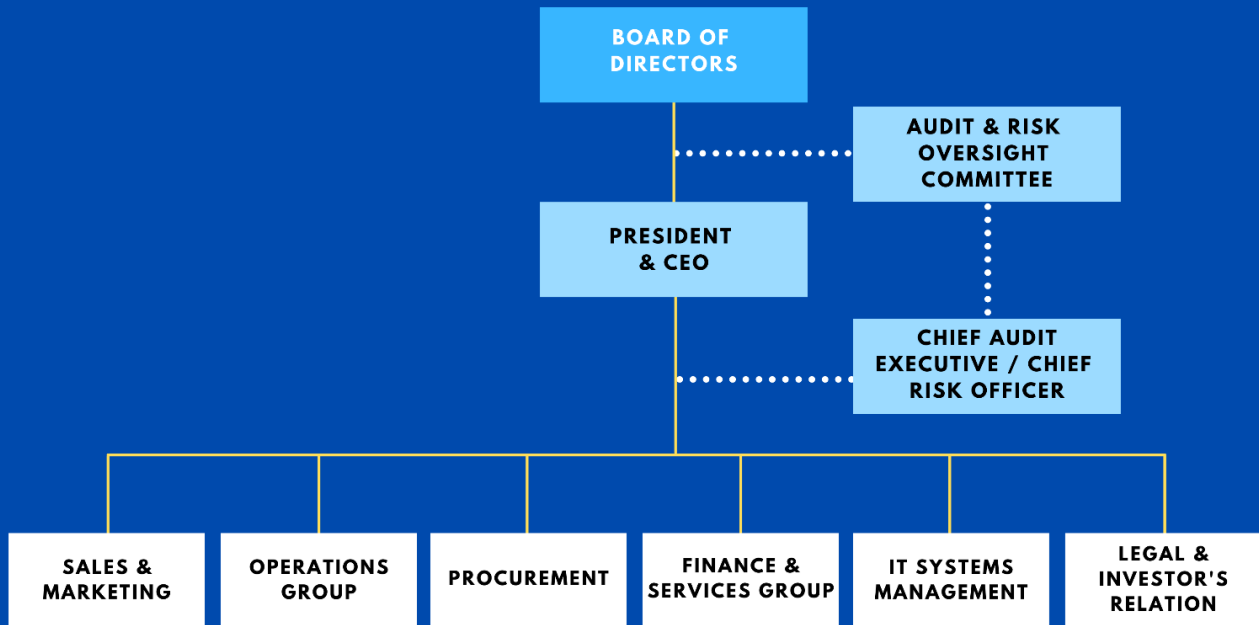 BOARD OF
DIRECTORS
AUDIT & RISK
OVERSIGHT
COMMITTEE
PRESIDENT
& CEO
CHIEF AUDIT
EXECUTIVE / CHIEF
RISK OFFICER
SALES &
MARKETING
OPERATIONS
GROUP
PROCUREMENT
FINANCE &
SERVICES GROUP
IT SYSTEMS
MANAGEMENT
LEGAL &
INVESTOR'S
RELATION